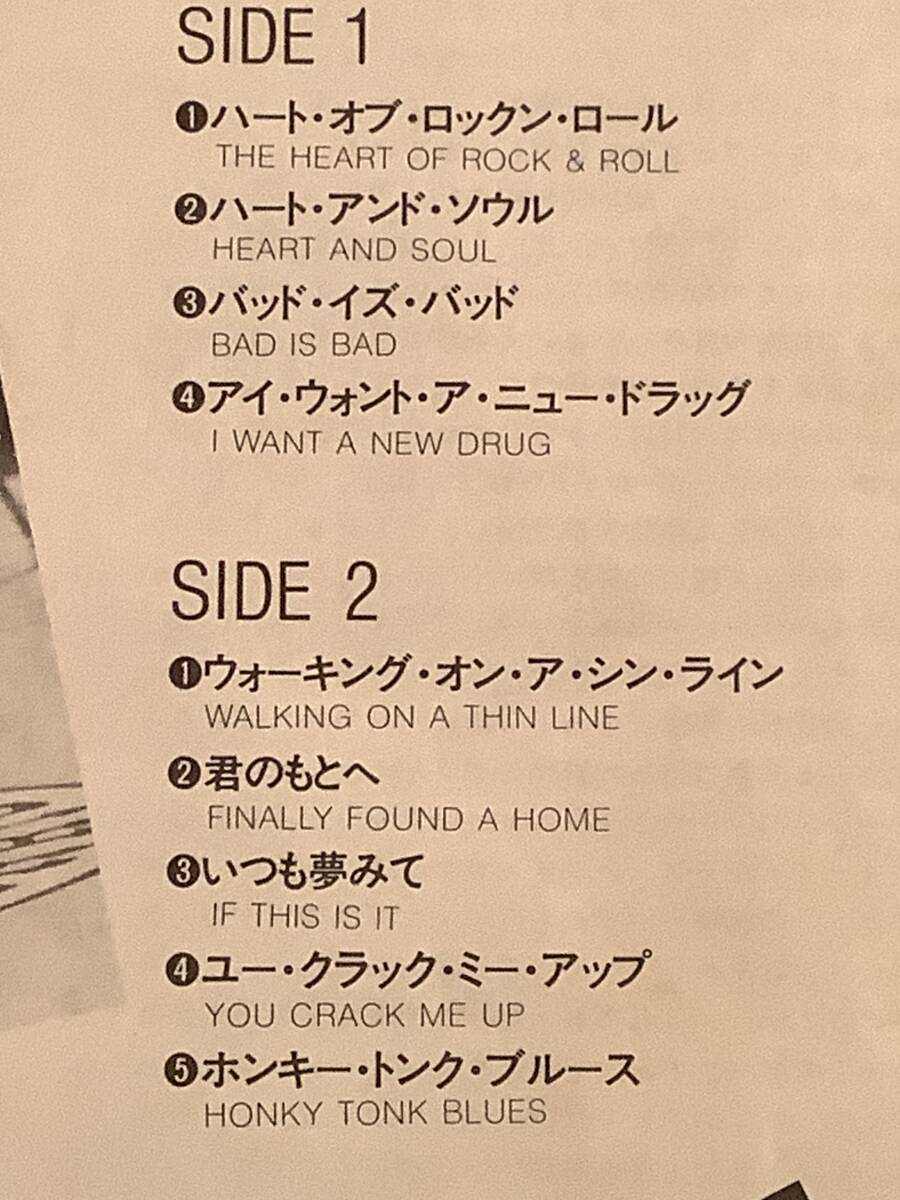 SIDE 1
❶ハート・オブ・ロックン・ロール
THE HEART OF ROCK & ROLL
❷ハート・アンド・ソウル
HEART AND SOUL
❸バッド・イズ・バッド
BAD IS BAD
❹アイ・ウォント・ア・ニュー・ドラッグ
I WANT A NEW DRUG
SIDE 2
❶ウォーキング・オン・ア・シン・ライン
WALKING ON A THIN LINE
❷君のもとへ
FINALLY FOUND A HOME
❸いつも夢みて
IF THIS IS IT
❹ユー・クラック・ミー・アップ
YOU CRACK ME UP
❺ホンキー・トンク・ブルース
HONKY TONK BLUES